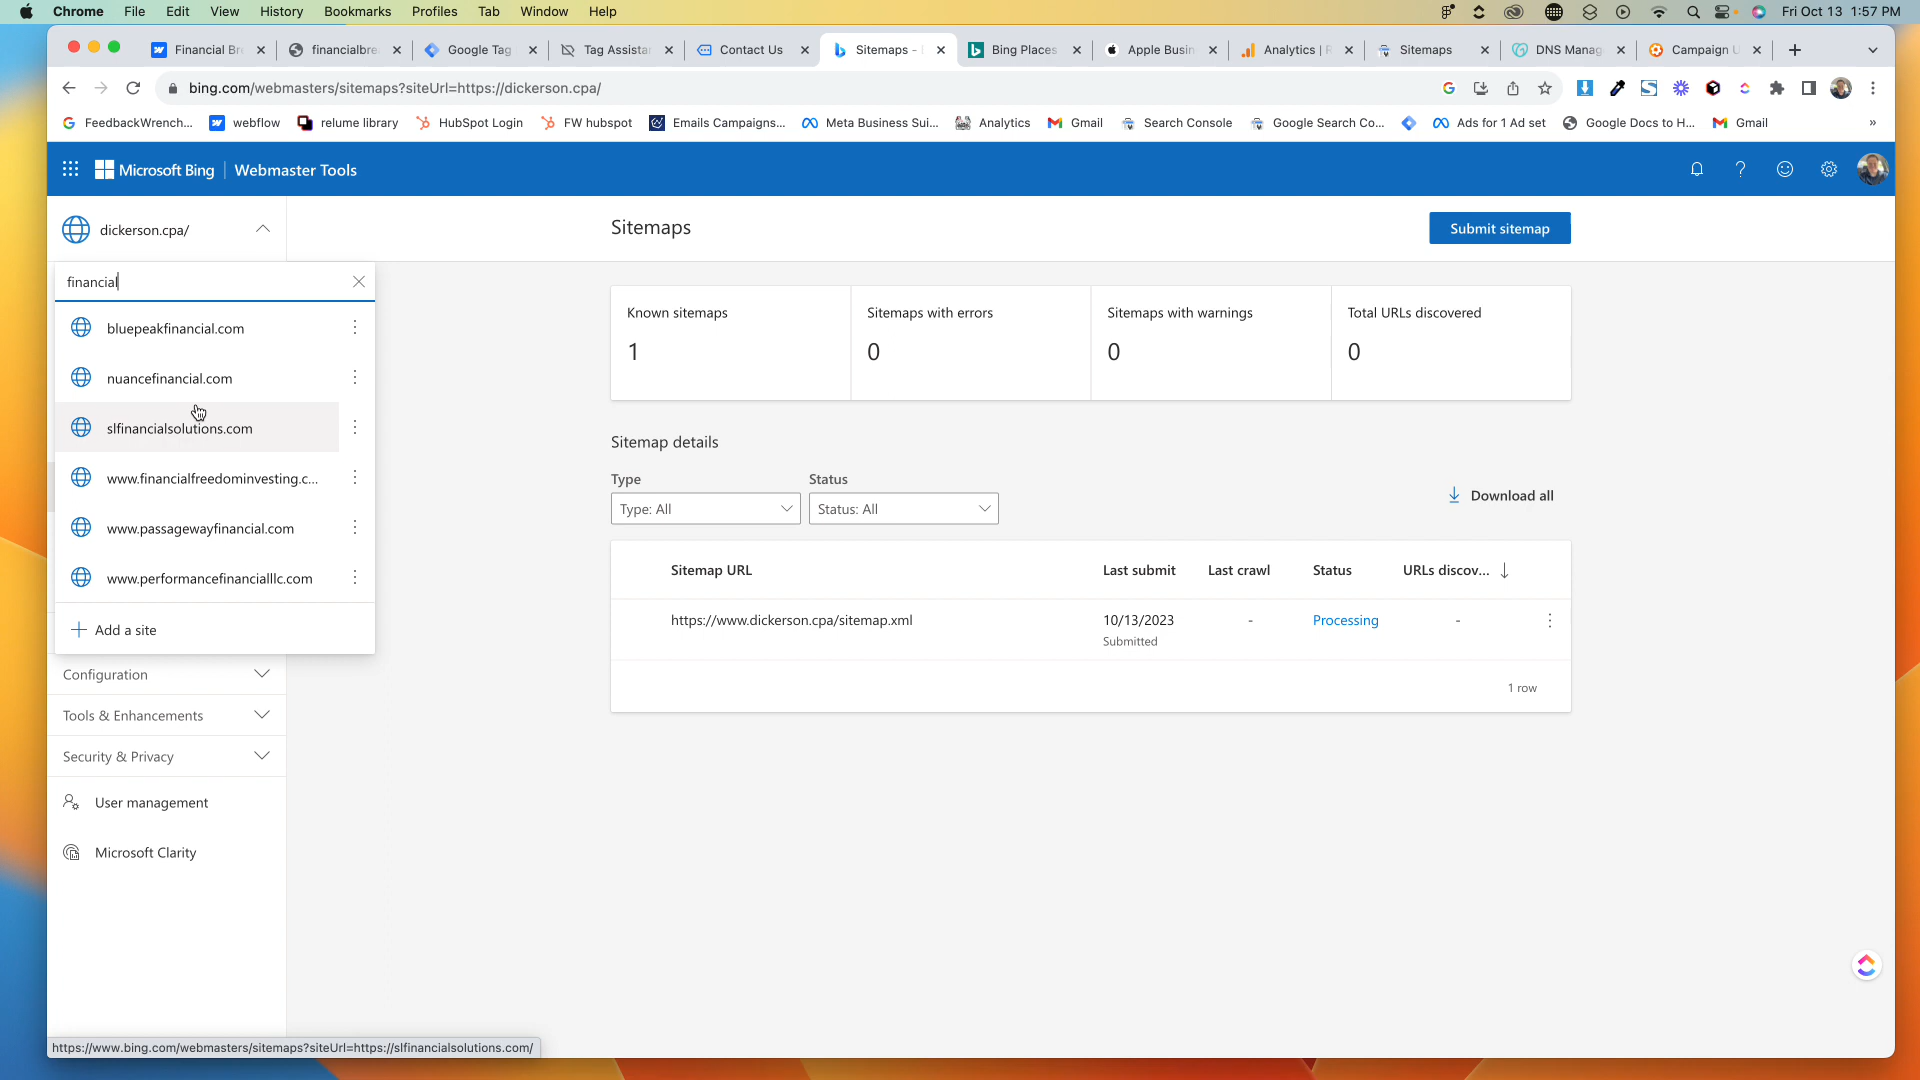 Chrome File Edit View History Bookmarks Profiles Tab Window Help Fri Oct 13 1:57 PM
Financial Br Google Tag Tag Assista Contact Us Sitemaps - Bing Places Apple Busin Analytics | R Sitemaps DNS Manag Campaign U
financialbre
bing.com/webmasters/sitemaps?siteUrl=https://dickerson.cpa/
FeedbackWrench... webflow relume library HubSpot Login FW hubspot Emails Campaigns... Meta Business Sui... Analytics Gmail Search Console Google Search Co... Ads for 1 Ad set Google Docs to H... Gmail »
Microsoft Bing | Webmaster Tools
dickerson.cpa/
Sitemaps
Submit sitemap
financial
bluepeakfinancial.com
nuancefinancial.com
slfinancialsolutions.com
www.financialfreedominvesting.c...
www.passagewayfinancial.com
www.performancefinancialllc.com
Add a site
Configuration
Tools & Enhancements
Security & Privacy
User management
Microsoft Clarity
Known sitemaps
1
Sitemaps with errors
0
Sitemaps with warnings
0
Total URLs discovered
0
Sitemap details
Type
Type: All
Status
Status: All
Download all
Sitemap URL Last submit Last crawl Status URLs discov...
https://www.dickerson.cpa/sitemap.xml 10/13/2023 - Processing -
Submitted
1 row
https://www.bing.com/webmasters/sitemaps?siteUrl=https://slfinancialsolutions.com/